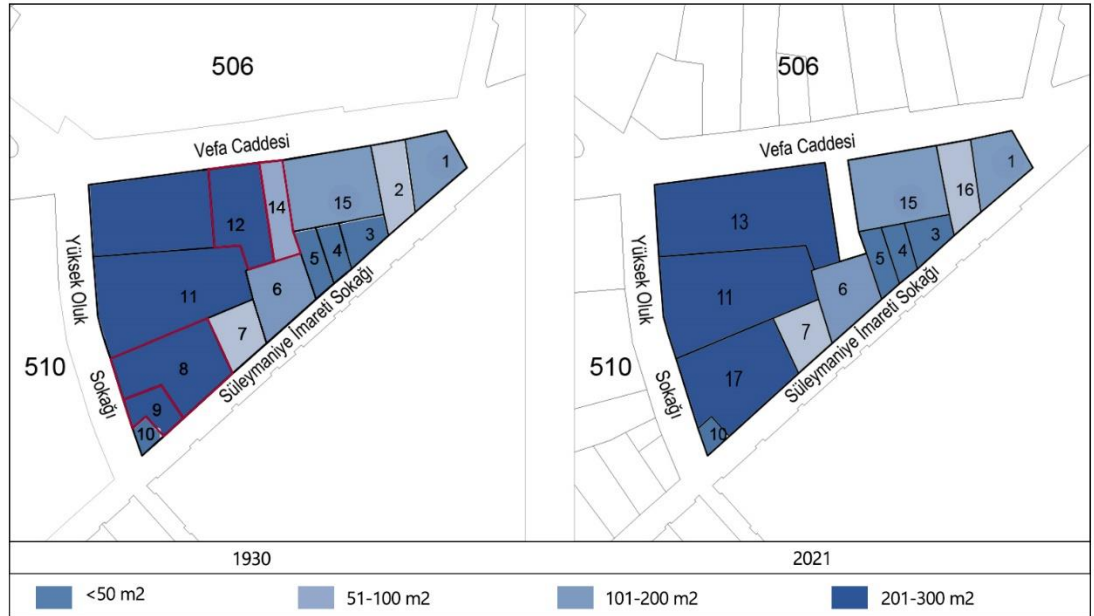 506
Vefa Caddesi
1
2
15
14
12
3
4
5
11
6
7
8
9
10
510
Yüksek Oluk
Sokağı
Süleymaniye İmareti Sokağı
506
Vefa Caddesi
1
16
15
13
3
4
5
11
6
7
17
10
510
Yüksek Oluk
Sokağı
Süleymaniye İmareti Sokağı
1930
2021
<50 m2
51-100 m2
101-200 m2
201-300 m2